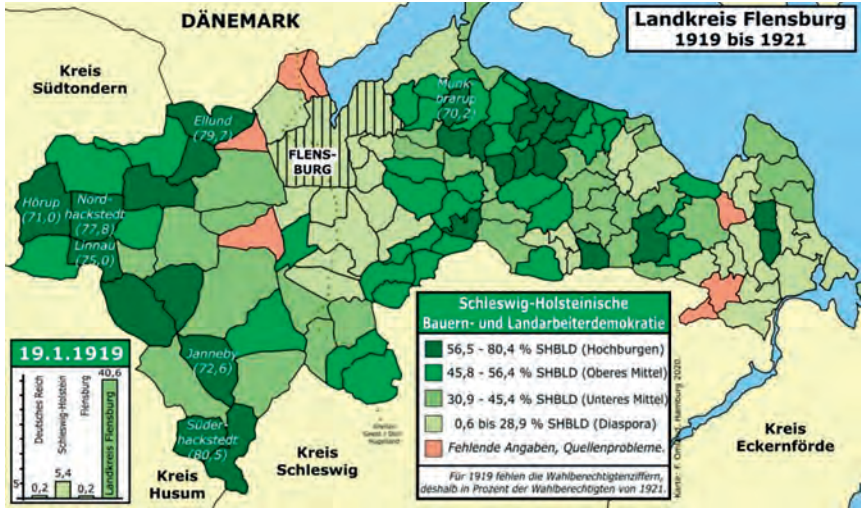 DÄNEMARK
Landkreis Flensburg
1919 bis 1921
Kreis
Südtondern
Ellund
(79,7)
Munk-
brarup
(70,2)
FLENS-
BURG
Hörup
(71,0)
Nord-
hackstedt
(77,8)
Linnau
(75,0)
Janneby
(72,6)
Süder-
hackstedt
(80,5)
Kreis
Husum
Kreis
Schleswig
Kreis
Eckernförde
19.1.1919
Deutsches Reich
Schleswig-Holstein
Flensburg
Landkreis Flensburg
5
0,2
5,4
0,2
40,6
Schleswig-Holsteinische
Bauern- und Landarbeiterdemokratie
56,5 - 80,4 % SHBLD (Hochburgen)
45,8 - 56,4 % SHBLD (Oberes Mittel)
30,9 - 45,4 % SHBLD (Unteres Mittel)
0,6 bis 28,9 % SHBLD (Diaspora)
Fehlende Angaben, Quellenprobleme.
Für 1919 fehlen die Wahlberechtigtenziffern,
deshalb in Prozent der Wahlberechtigten von 1921.
Karte: F. Hamburg 2020.